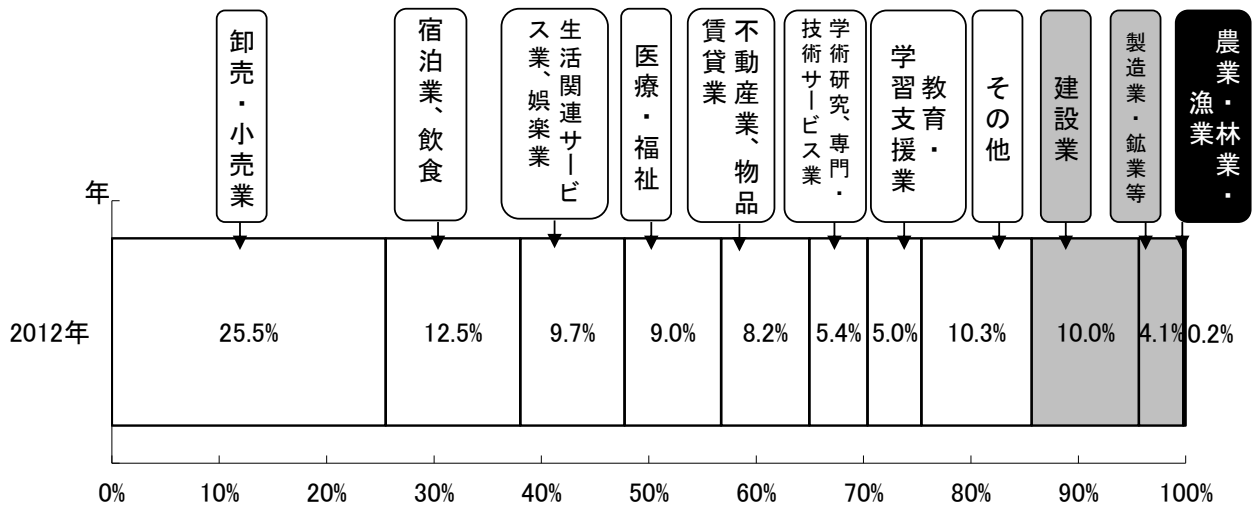 卸売・小売業
宿泊業、飲食
生活関連サービ
ス業、娯楽業
医療・福祉
不動産業、物品
賃貸業
学術研究、専門・
技術サービス業
教育・
学習支援業
その他
建設業
製造業・鉱業等
農業・林業・
漁業
年
2012年
25.5%
12.5%
9.7%
9.0%
8.2%
5.4%
5.0%
10.3%
10.0%
4.1%
0.2%
0%
10%
20%
30%
40%
50%
60%
70%
80%
90%
100%